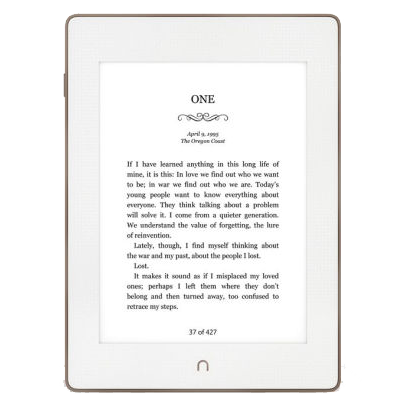 ONE
April 9, 1995
The Oregon Coast
If I have learned anything in this long life of
mine, it is this: In love we find out who we want
to be; in war we find out who we are. Today's
young people want to know everything about
everyone. They think talking about a problem
will solve it. I come from a quieter generation.
We understand the value of forgetting, the lure
of reinvention.
Lately, though, I find myself thinking about
the war and my past, about the people I lost.
Lost.
It makes it sound as if I misplaced my loved
ones; perhaps I left them where they don't
belong and then turned away, too confused to
retrace my steps.
37 of 427
n